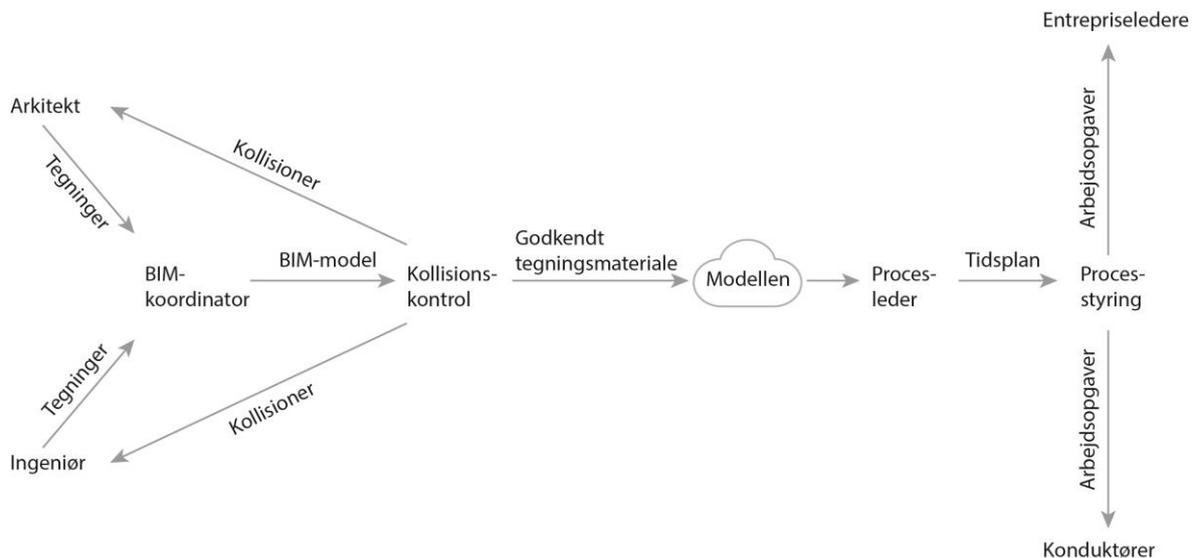 Entrepriseledere
Arbejdsopgaver
Arkitekt
Tegninger
Kollisioner
BIM-
koordinator
BIM-model
Kollisions-
kontrol
Godkendt
tegningsmateriale
Modellen
Proces-
leder
Tidsplan
Proces-
styring
Tegninger
Ingeniør
Kollisioner
Arbejdsopgaver
Konduktører